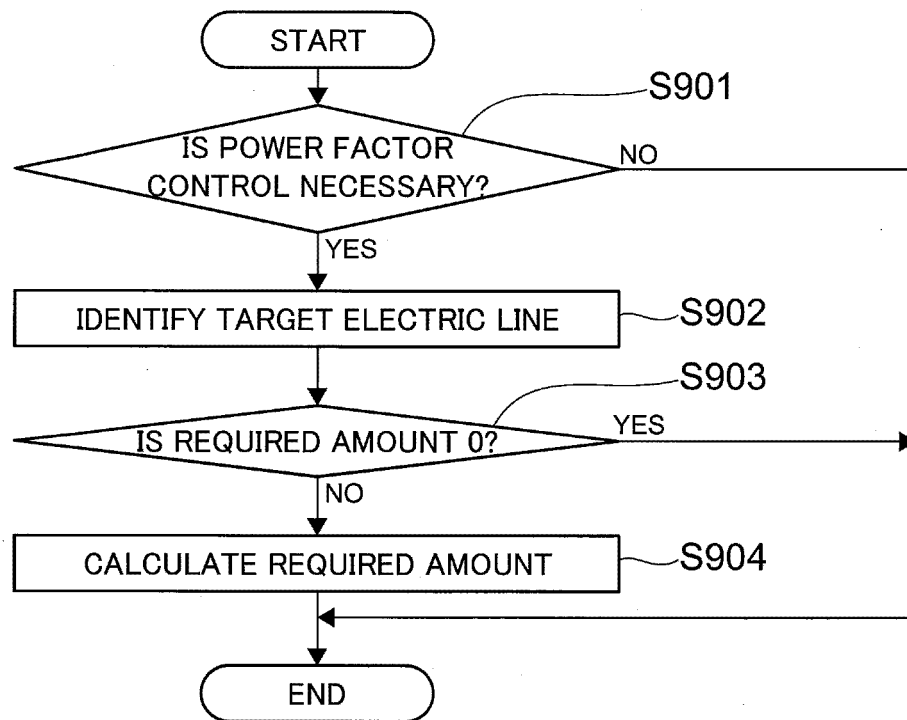 START
S901
IS POWER FACTOR
CONTROL NECESSARY?
NO
YES
IDENTIFY TARGET ELECTRIC LINE
S902
S903
IS REQUIRED AMOUNT 0?
YES
NO
CALCULATE REQUIRED AMOUNT
S904
END